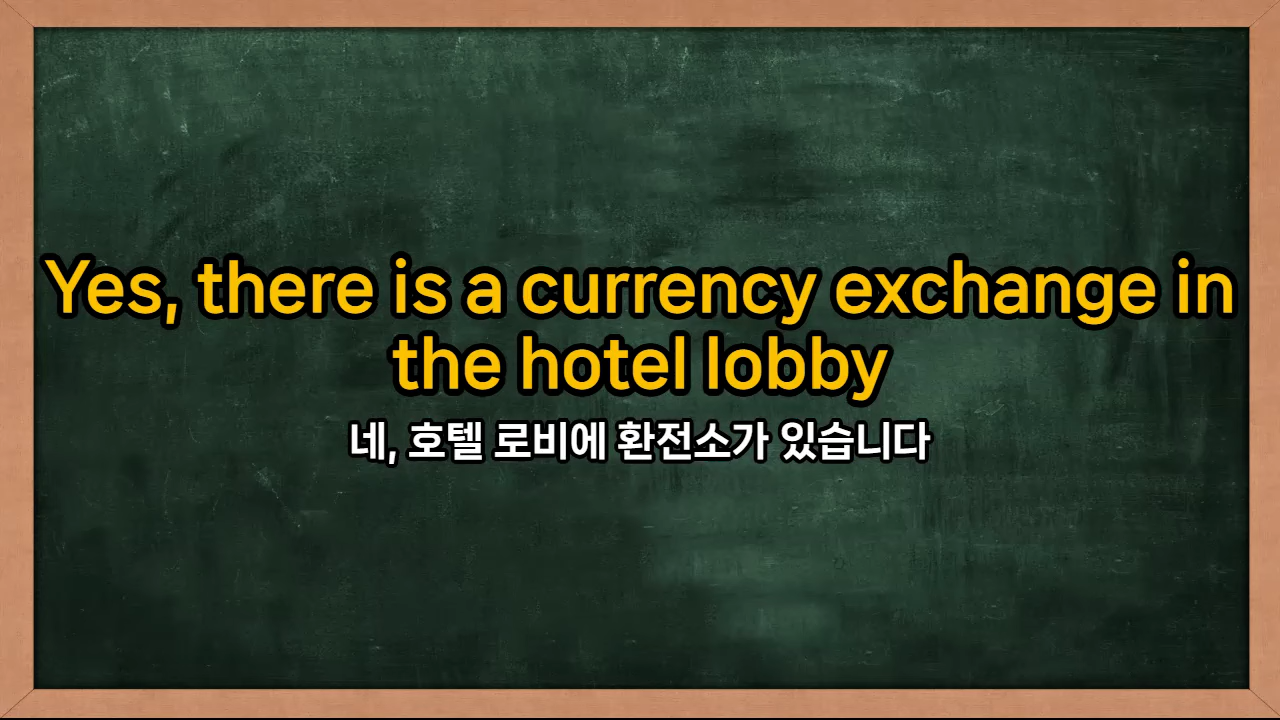 Yes, there is a currency exchange in
the hotel lobby
네, 호텔 로비에 환전소가 있습니다